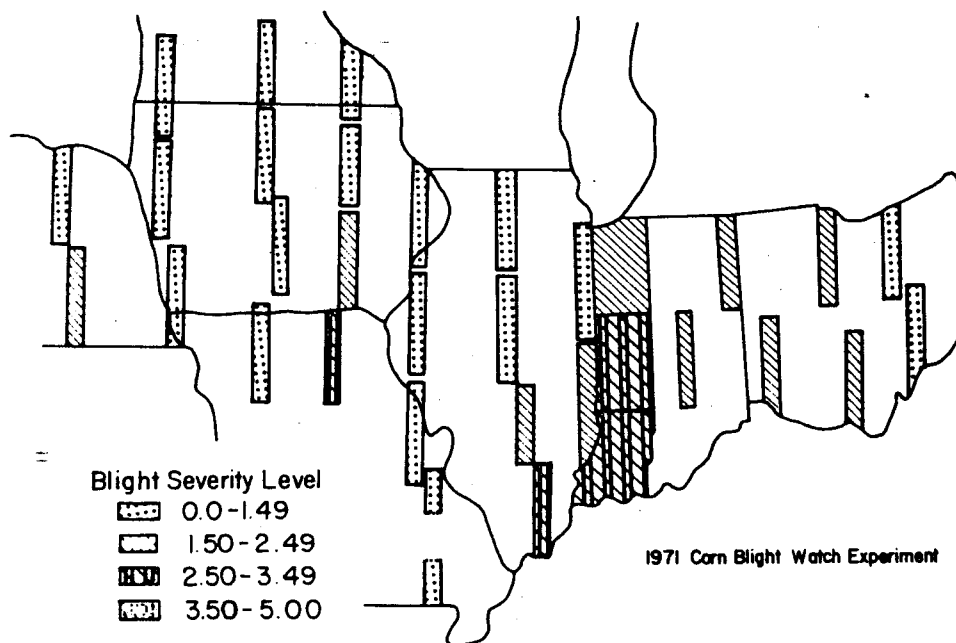 Blight Severity Level
0.0-1.49
1.50-2.49
2.50-3.49
3.50-5.00
1971 Corn Blight Watch Experiment